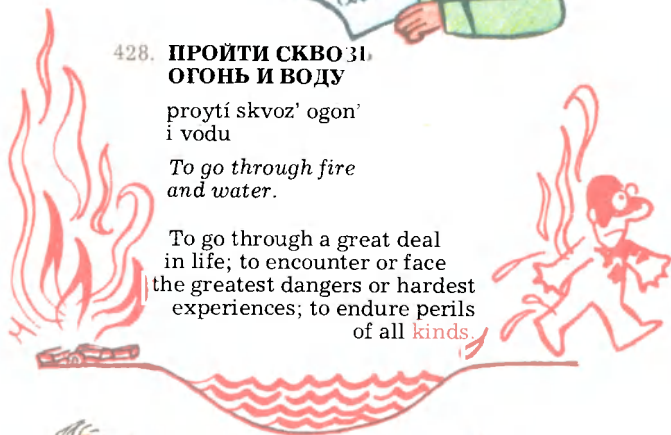 428. ПРОЙТИ СКВОЗЬ
ОГОНЬ И ВОДУ
proytí skvoz’ ogon’
i vodu
To go through fire
and water.
To go through a great deal
in life; to encounter or face
the greatest dangers or hardest
experiences; to endure perils
of all kinds.